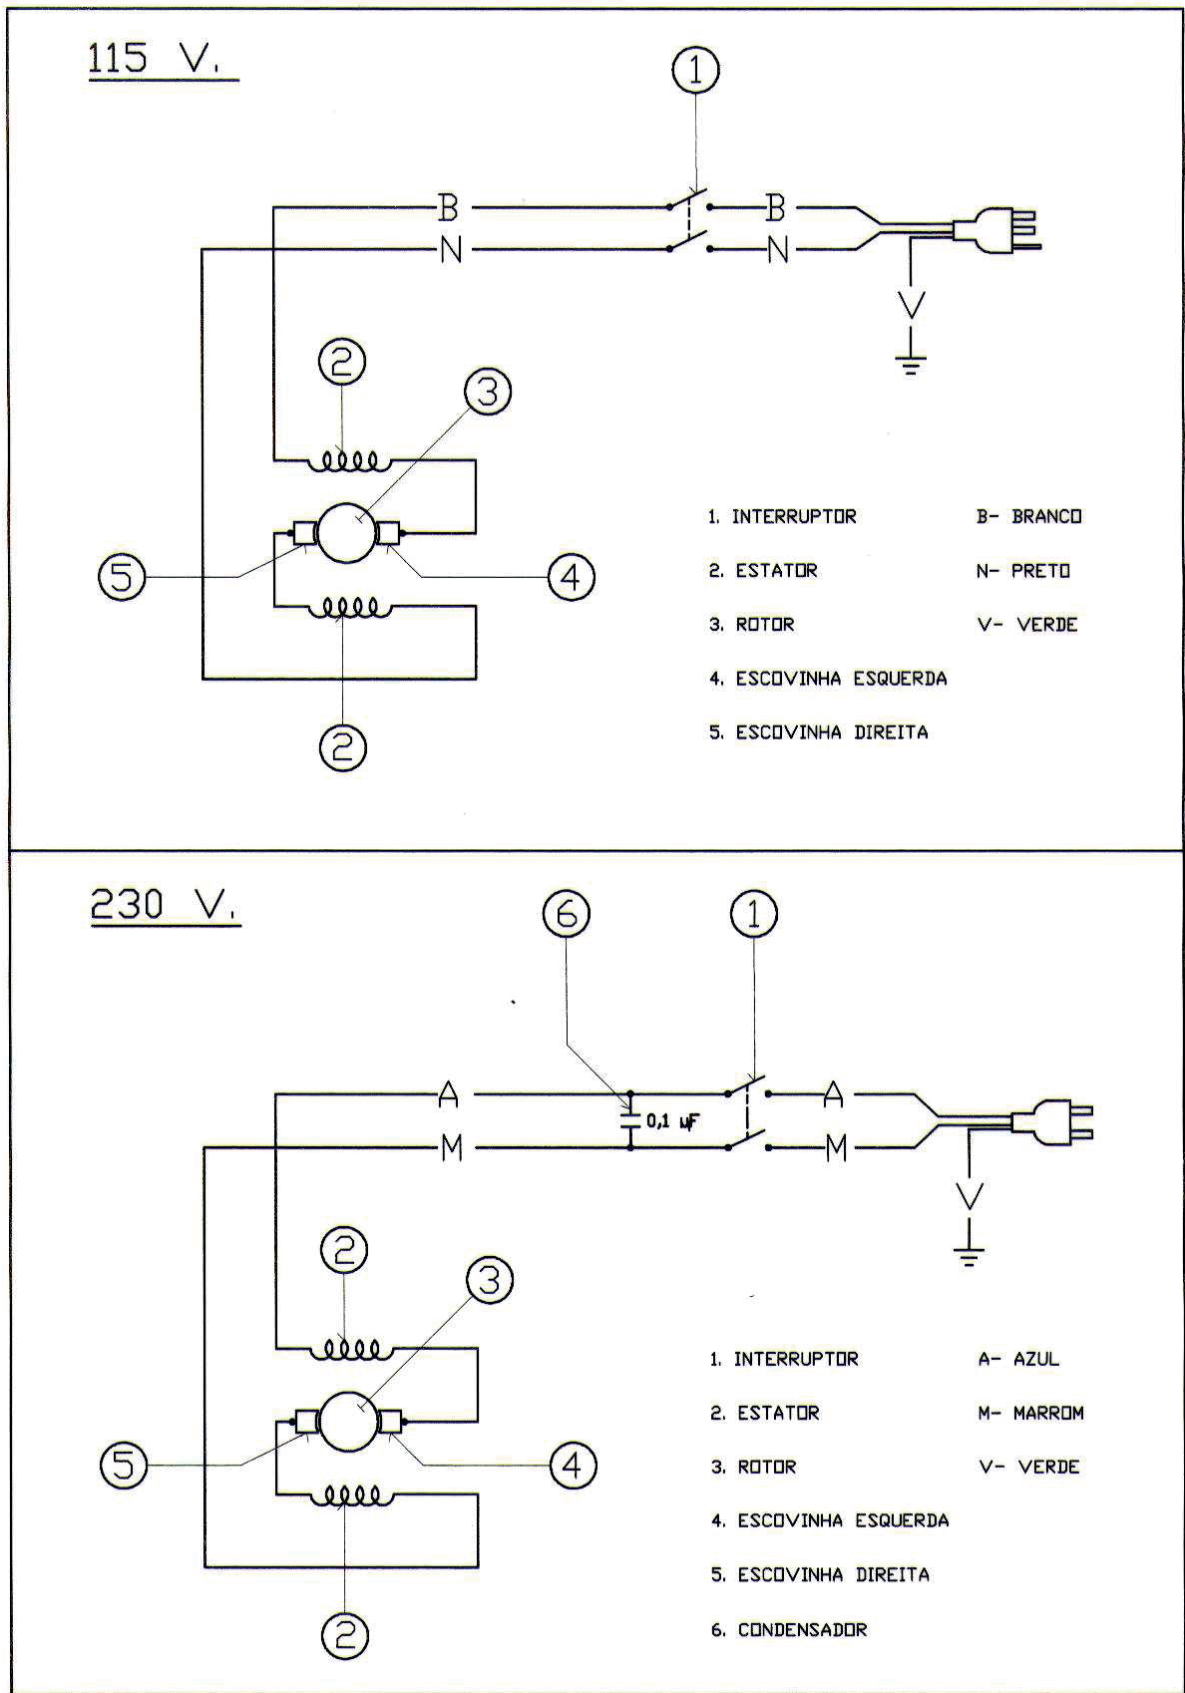 115 V.
1
B
B
N
N
V
2
3
5
4
2
1. INTERRUPTOR B- BRANCO
2. ESTATOR N- PRETO
3. ROTOR V- VERDE
4. ESCOVINHA ESQUERDA
5. ESCOVINHA DIREITA
230 V.
6
1
A
A
0,1 µF
M
M
V
2
3
5
4
2
1. INTERRUPTOR A- AZUL
2. ESTATOR M- MARROM
3. ROTOR V- VERDE
4. ESCOVINHA ESQUERDA
5. ESCOVINHA DIREITA
6. CONDENSADOR